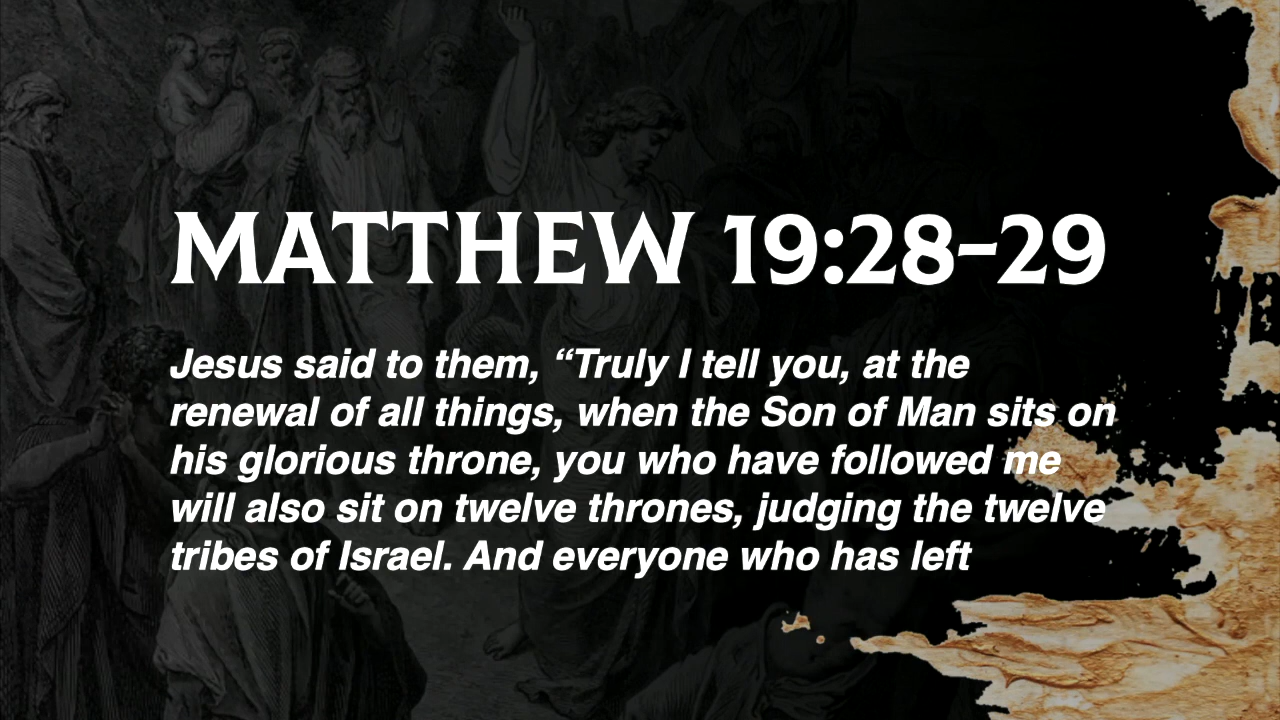 MATTHEW 19:28-29
Jesus said to them, “Truly I tell you, at the
renewal of all things, when the Son of Man sits on
his glorious throne, you who have followed me
will also sit on twelve thrones, judging the twelve
tribes of Israel. And everyone who has left